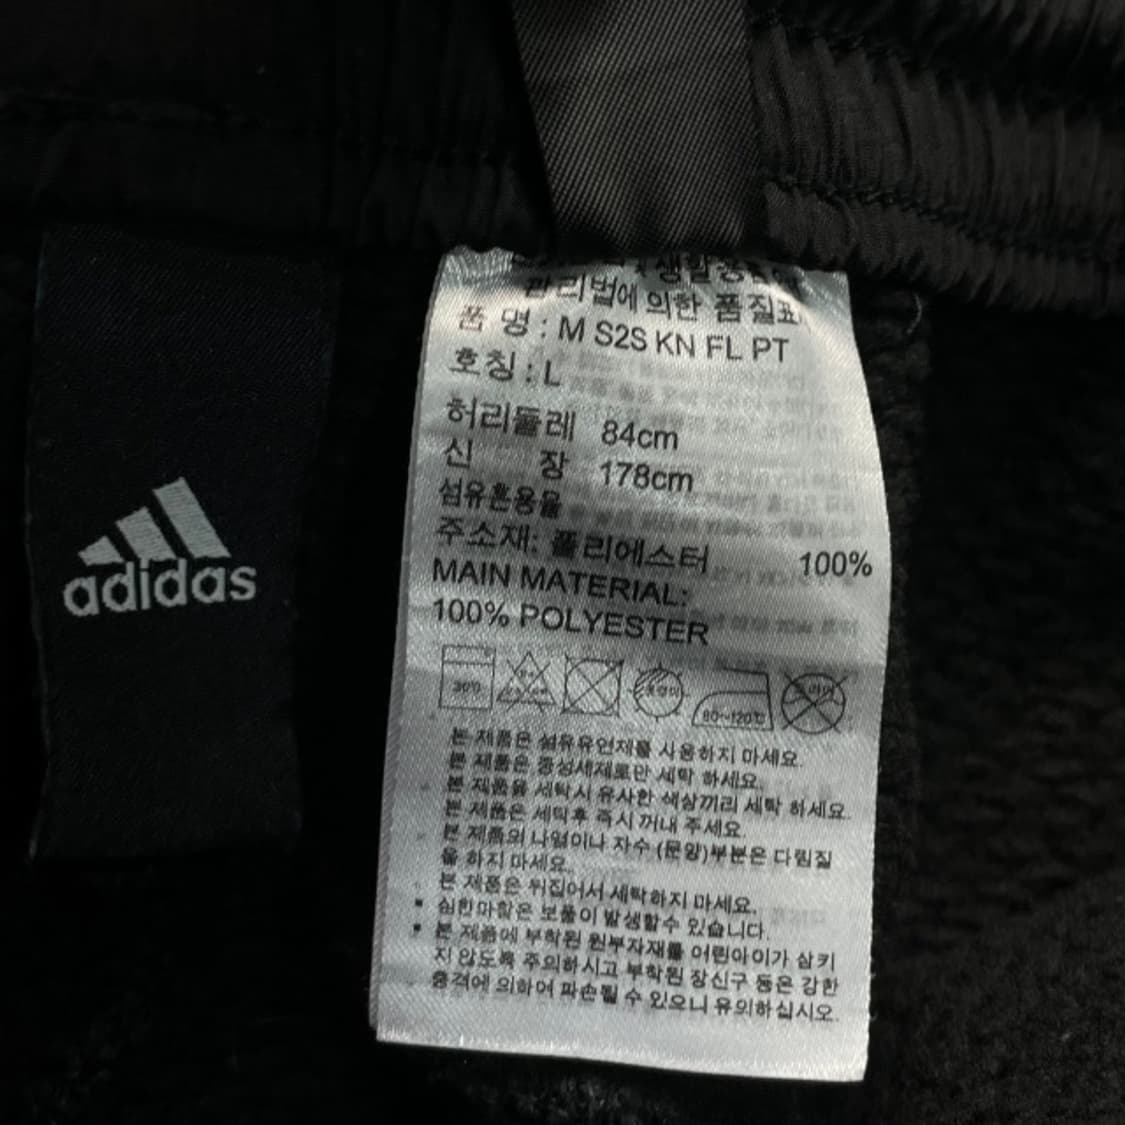 adidas
생활용품안
관리법에 의한 품질표
품 명 : M S2S KN FL PT
호칭 : L
허리둘레 84cm
신 장 178cm
섬유혼용율
주소재: 폴리에스터 100%
MAIN MATERIAL:
100% POLYESTER
30℃ 80~120℃ 드라이
본 제품은 섬유유연제를 사용하지 마세요.
본 제품은 중성세제로만 세탁 하세요.
본 제품을 세탁시 유사한 색상끼리 세탁 하세요.
본 제품은 세탁후 즉시 꺼내 주세요.
본 제품의 나염이나 자수 (문양)부분은 다림질
을 하지 마세요.
본 제품은 뒤집어서 세탁하지 마세요.
심한마찰은 보풀이 발생할수 있습니다.
본 제품에 부착된 원부자재를 어린아이가 삼키
지 않도록 주의하시고 부착된 장신구 등은 강한
충격에 의하여 파손될 수 있으니 유의하십시오.